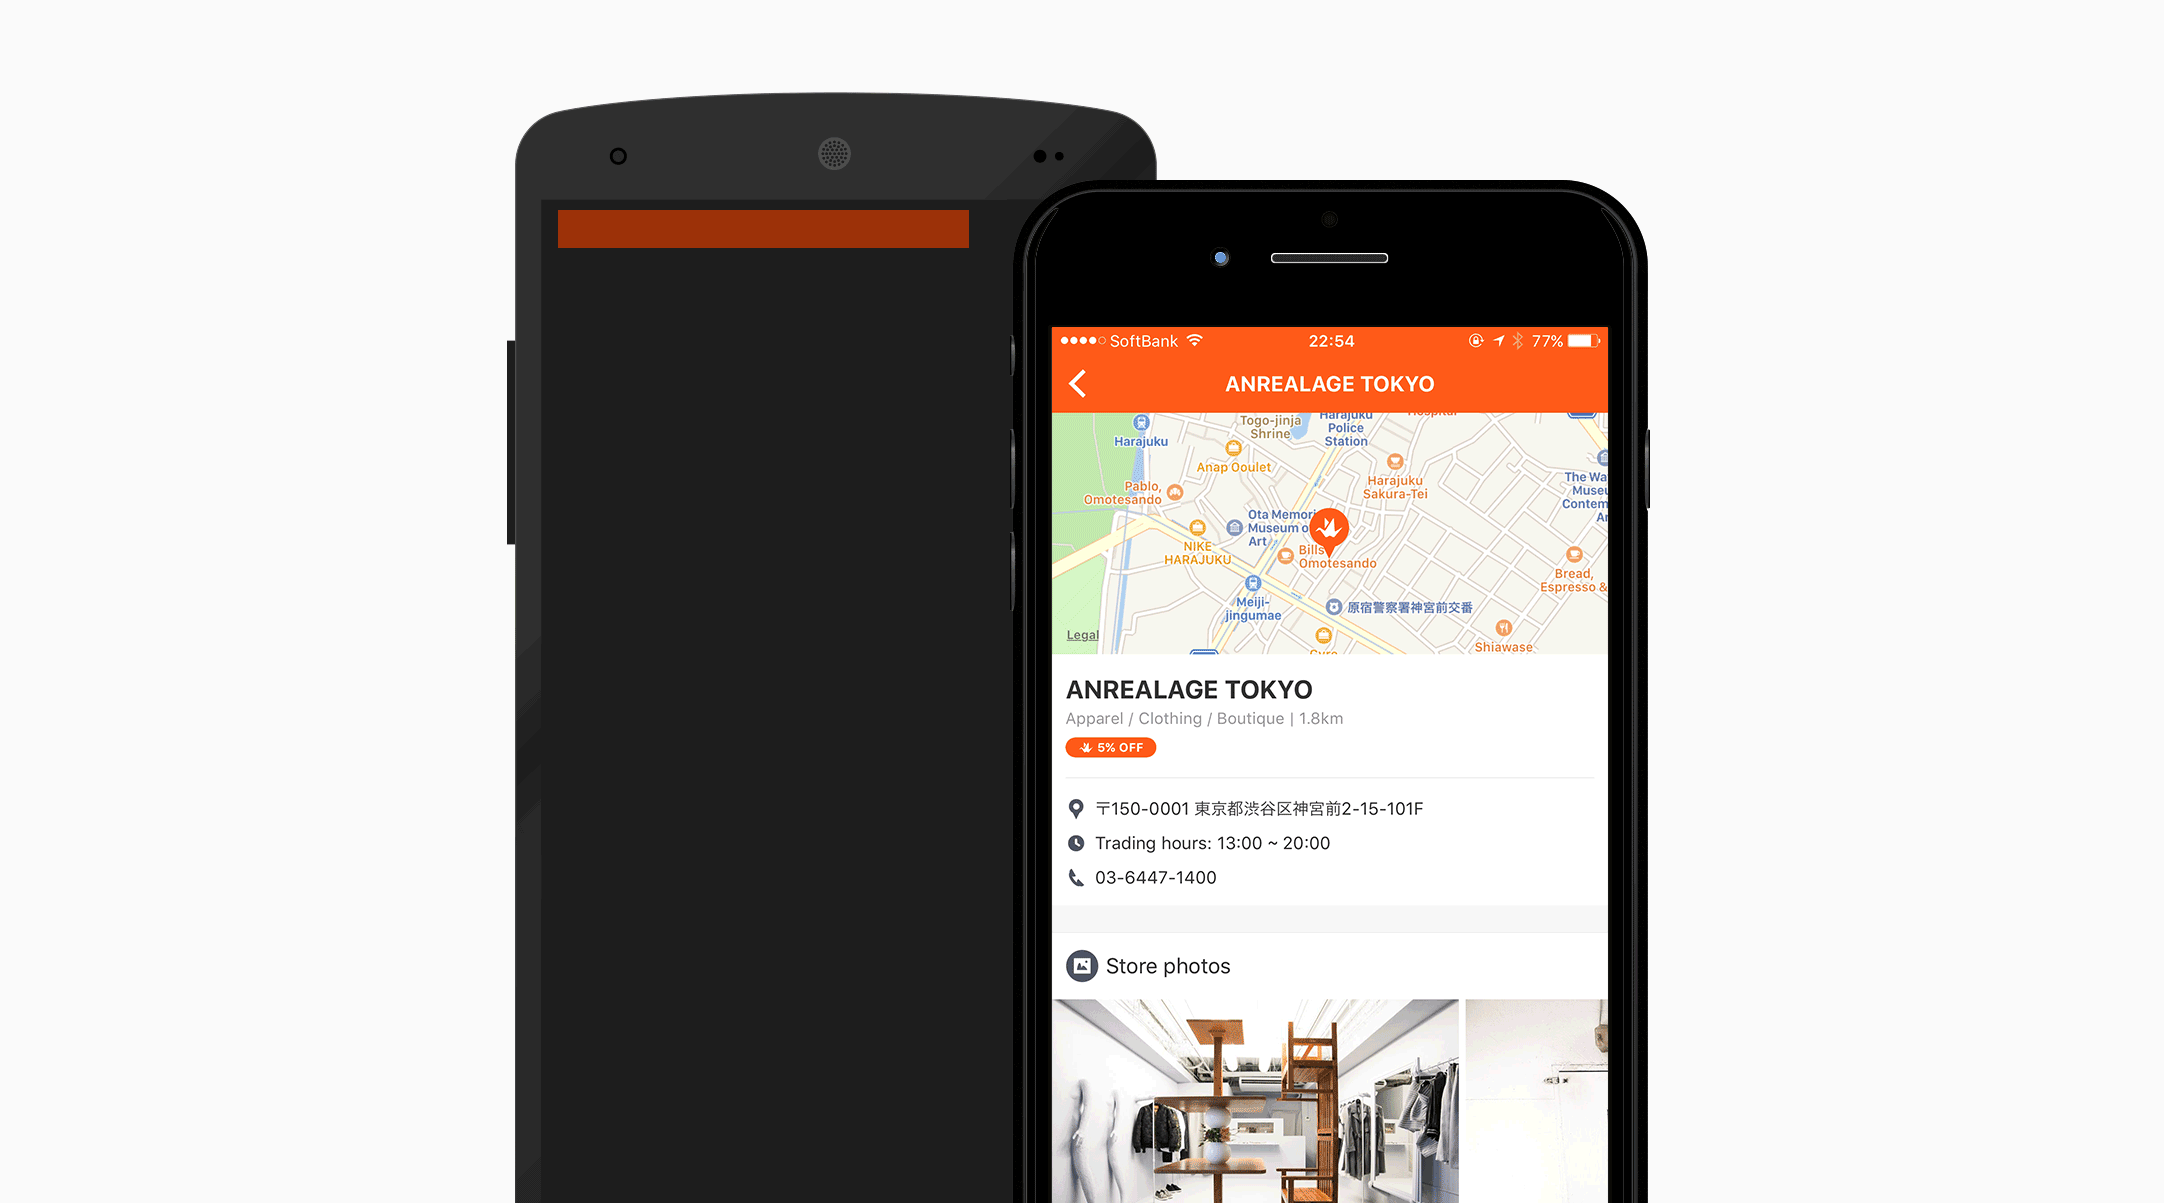 SoftBank 22:54 77%
ANREALAGE TOKYO
Togo-jinja
Shrine
Harajuku
Police
Station
Hospital
Harajuku
Anap Ooulet
Pablo,
Omotesando
Harajuku
Sakura-Tei
The Wa
Museu
Contem
Ar
Ota Memori
Museum o
Art
NIKE
HARAJUKU
Bills
Omotesando
Bread,
Espresso &
Meiji-
jingumae
原宿警察署神宮前交番
Legal
Gyre
Shiawase
ANREALAGE TOKYO
Apparel / Clothing / Boutique | 1.8km
5% OFF
〒150-0001 東京都渋谷区神宮前2-15-101F
Trading hours: 13:00 ~ 20:00
03-6447-1400
Store photos